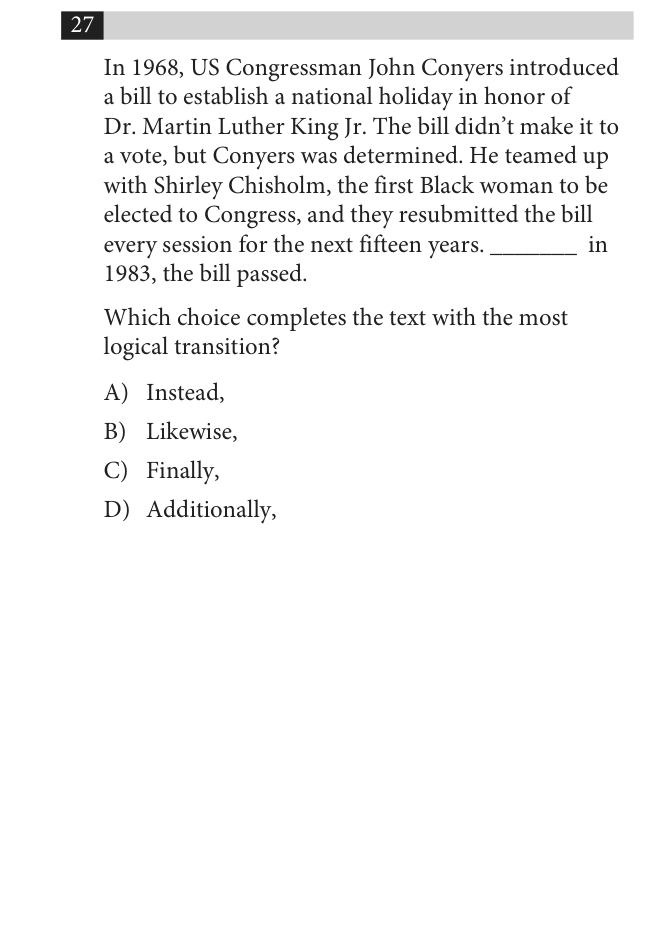 27
In 1968, US Congressman John Conyers introduced
a bill to establish a national holiday in honor of
Dr. Martin Luther King Jr. The bill didn’t make it to
a vote, but Conyers was determined. He teamed up
with Shirley Chisholm, the first Black woman to be
elected to Congress, and they resubmitted the bill
every session for the next fifteen years. _______ in
1983, the bill passed.
Which choice completes the text with the most
logical transition?
A) Instead,
B) Likewise,
C) Finally,
D) Additionally,